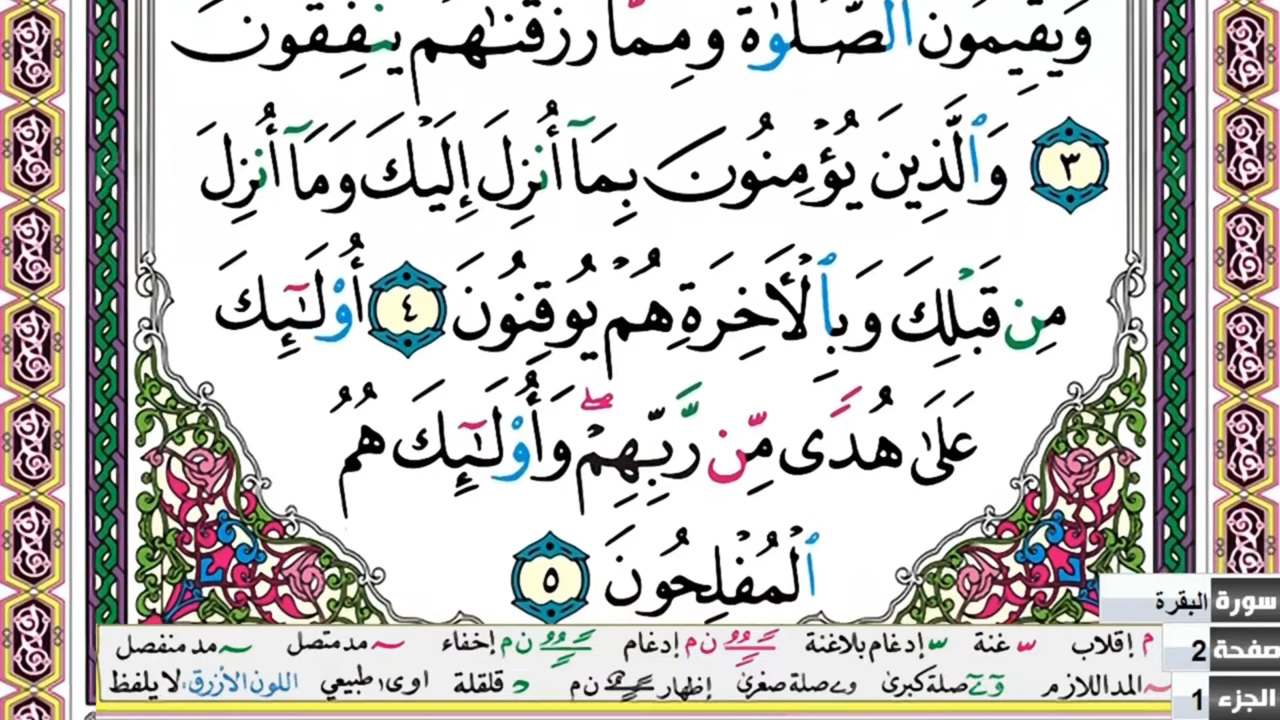 وَيُقِيمُونَ ٱلصَّلَوٰةَ وَمِمَّا رَزَقْنَٰهُمْ يُنفِقُونَ
٣ وَٱلَّذِينَ يُؤْمِنُونَ بِمَآ أُنزِلَ إِلَيْكَ وَمَآ أُنزِلَ
مِن قَبْلِكَ وَبِٱلْأَخِرَةِ هُمْ يُوقِنُونَ ٤ أُوْلَٰٓئِكَ
عَلَىٰ هُدًى مِّن رَّبِّهِمْۖ وَأُوْلَٰٓئِكَ هُمُ
ٱلْمُفْلِحُونَ ٥
سورة البقرة
صفحة 2
الجزء 1
م إقلاب غنة إدغام بلاغنة ن م إدغام ن م إخفاء مد متصل مد منفصل
المد اللازم صلة كبرى صلة صغرى إظهار ن م قلقلة اوى طبيعي اللون الأزرق، لا يلفظ